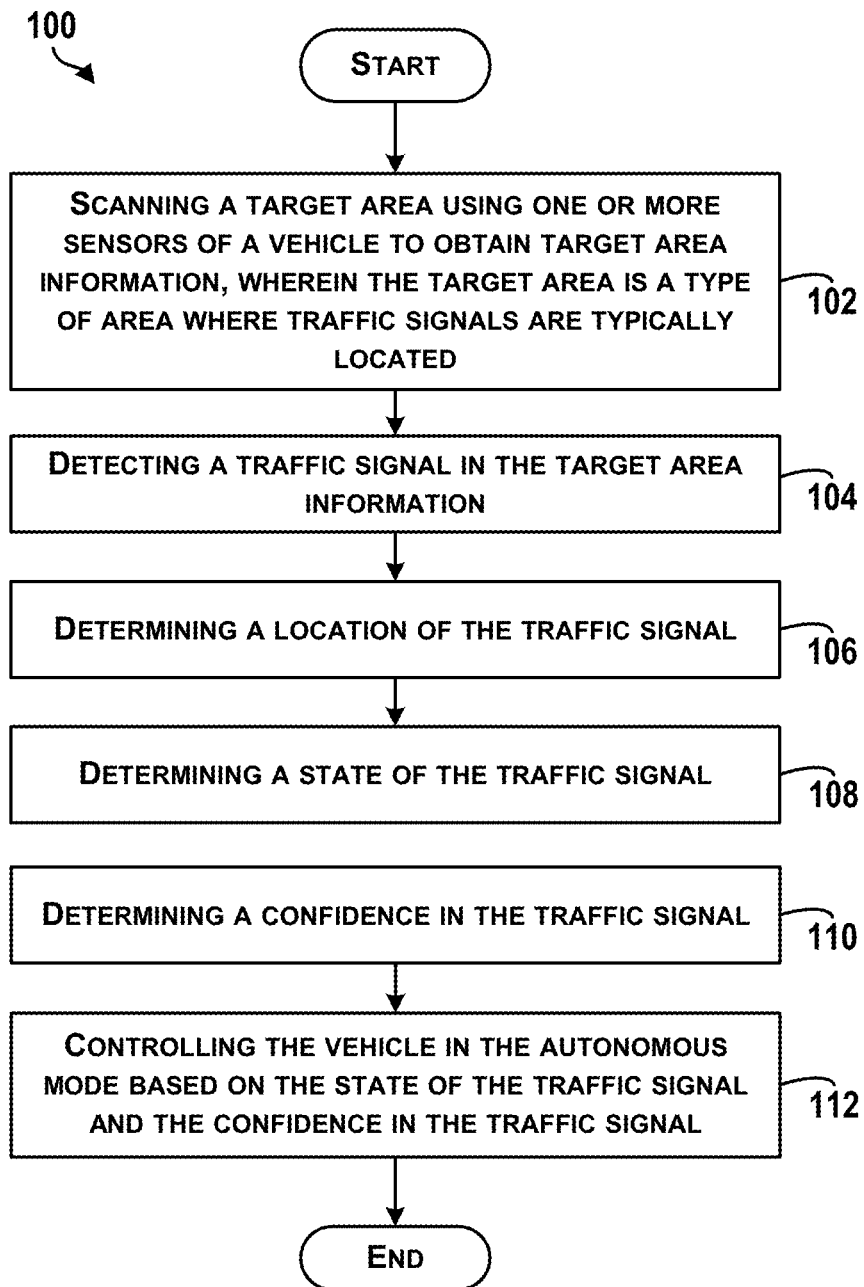 100
START
SCANNING A TARGET AREA USING ONE OR MORE
SENSORS OF A VEHICLE TO OBTAIN TARGET AREA
INFORMATION, WHEREIN THE TARGET AREA IS A TYPE
OF AREA WHERE TRAFFIC SIGNALS ARE TYPICALLY
LOCATED
102
DETECTING A TRAFFIC SIGNAL IN THE TARGET AREA
INFORMATION
104
DETERMINING A LOCATION OF THE TRAFFIC SIGNAL
106
DETERMINING A STATE OF THE TRAFFIC SIGNAL
108
DETERMINING A CONFIDENCE IN THE TRAFFIC SIGNAL
110
CONTROLLING THE VEHICLE IN THE AUTONOMOUS
MODE BASED ON THE STATE OF THE TRAFFIC SIGNAL
AND THE CONFIDENCE IN THE TRAFFIC SIGNAL
112
END